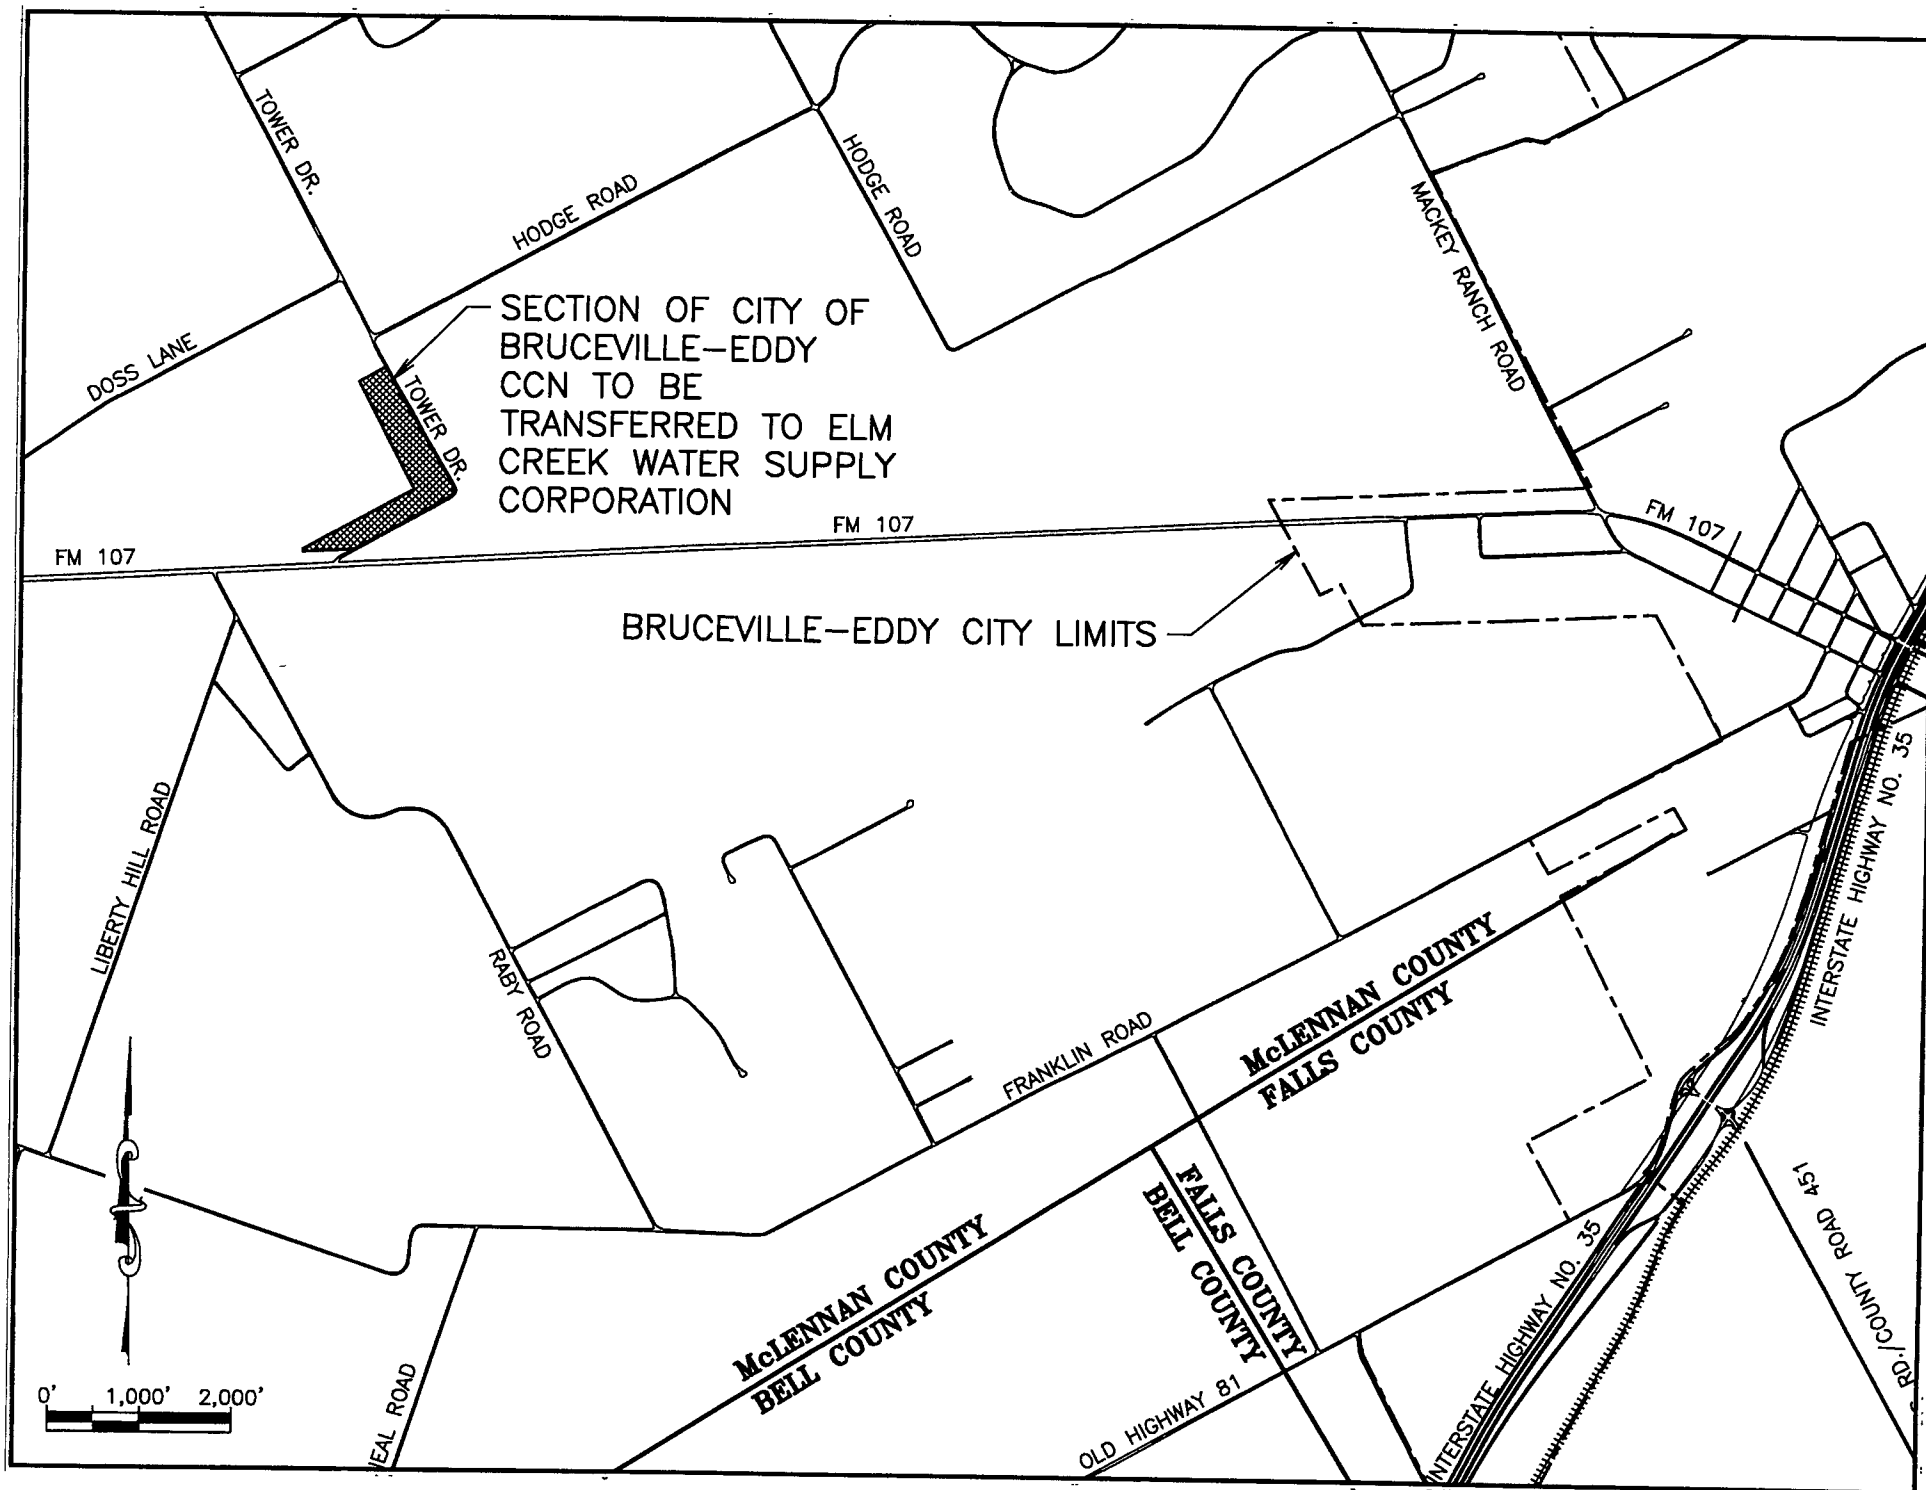 TOWER DR.
HODGE ROAD
HODGE ROAD
MACKEY RANCH ROAD
DOSS LANE
TOWER DR.
SECTION OF CITY OF
BRUCEVILLE-EDDY
CCN TO BE
TRANSFERRED TO ELM
CREEK WATER SUPPLY
CORPORATION
FM 107
FM 107
FM 107
BRUCEVILLE-EDDY CITY LIMITS
LIBERTY HILL ROAD
INTERSTATE HIGHWAY NO. 35
RABY ROAD
FRANKLIN ROAD
McLENNAN COUNTY
FALLS COUNTY
FALLS COUNTY
BELL COUNTY
McLENNAN COUNTY
BELL COUNTY
INTERSTATE HIGHWAY NO. 35
RD./COUNTY ROAD 451
OLD HIGHWAY 81
NEAL ROAD
0' 1,000' 2,000'